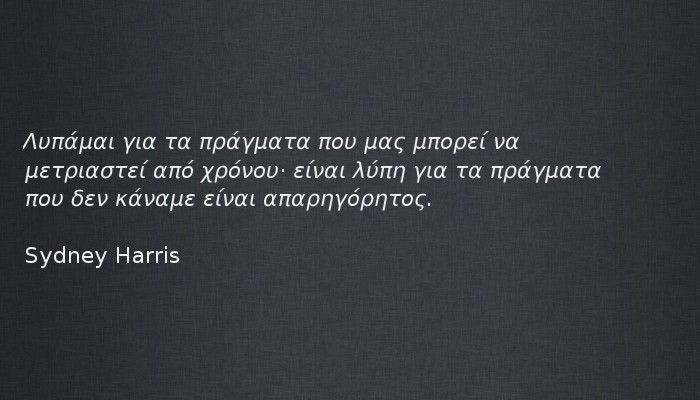 Λυπάμαι για τα πράγματα που μας μπορεί να
μετριαστεί από χρόνου· είναι λύπη για τα πράγματα
που δεν κάναμε είναι απαρηγόρητος.
Sydney Harris